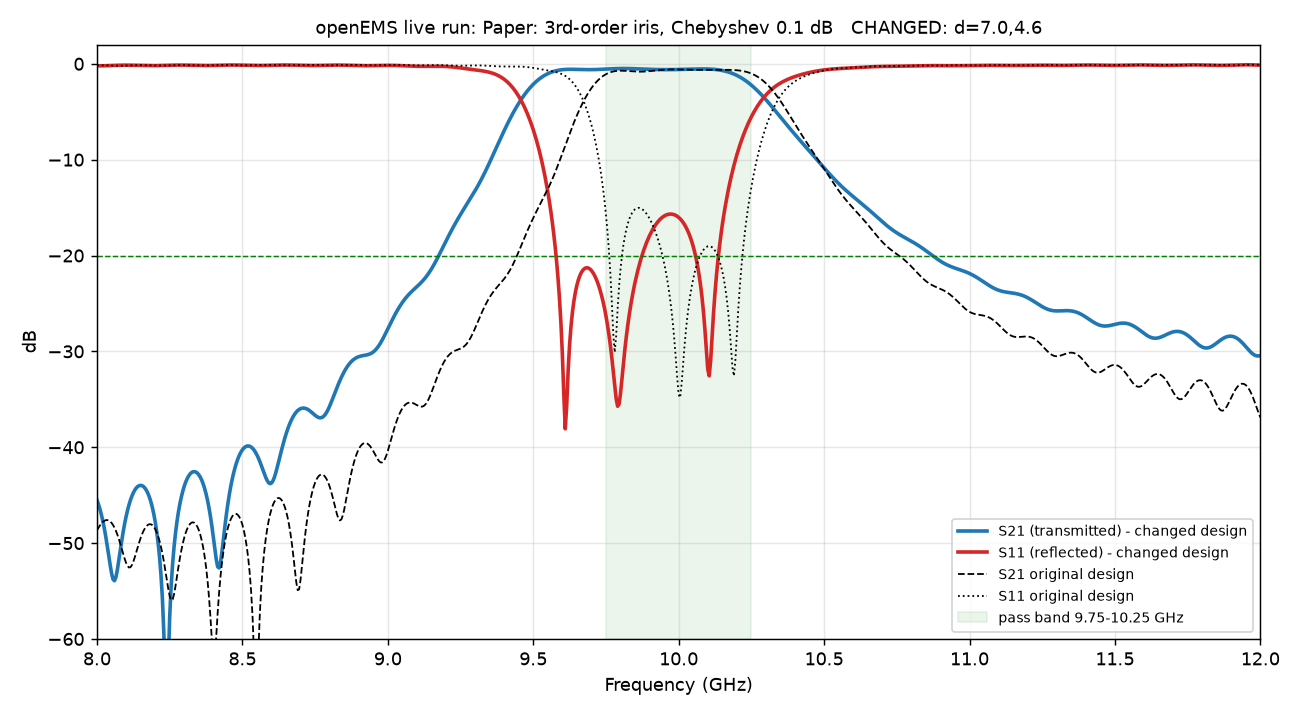 openEMS live run: Paper: 3rd-order iris, Chebyshev 0.1 dB   CHANGED: d=7.0,4.6
0
−10
−20
−30
−40
−50
−60
dB
8.0
8.5
9.0
9.5
10.0
10.5
11.0
11.5
12.0
Frequency (GHz)
S21 (transmitted) - changed design
S11 (reflected) - changed design
S21 original design
S11 original design
pass band 9.75-10.25 GHz